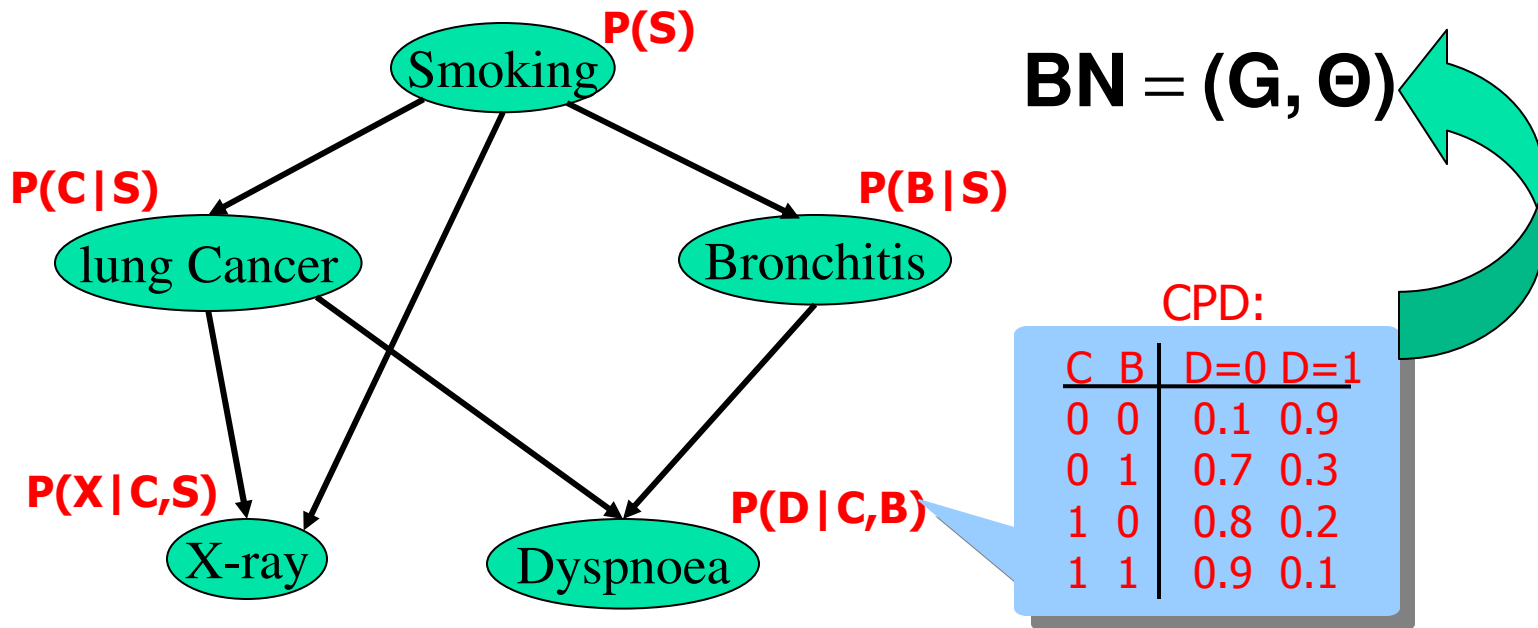 P(S)
Smoking
BN = (G, Θ)
P(C|S)
P(B|S)
lung Cancer
Bronchitis
CPD:
C B D=0 D=1
0 0 0.1 0.9
0 1 0.7 0.3
1 0 0.8 0.2
1 1 0.9 0.1
P(X|C,S)
P(D|C,B)
X-ray
Dyspnoea